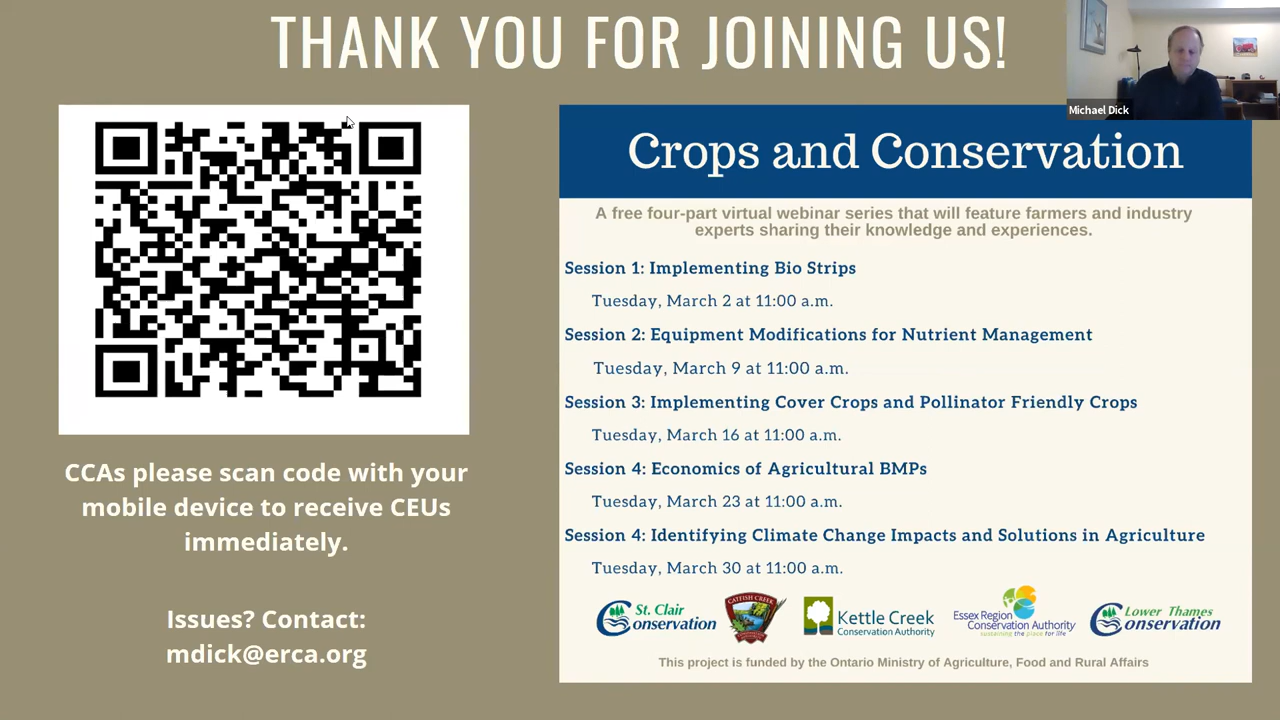 THANK YOU FOR JOINING US!
Michael Dick
CCAs please scan code with your
mobile device to receive CEUs
immediately.
Issues? Contact:
mdick@erca.org
Crops and Conservation
A free four-part virtual webinar series that will feature farmers and industry
experts sharing their knowledge and experiences.
Session 1: Implementing Bio Strips
Tuesday, March 2 at 11:00 a.m.
Session 2: Equipment Modifications for Nutrient Management
Tuesday, March 9 at 11:00 a.m.
Session 3: Implementing Cover Crops and Pollinator Friendly Crops
Tuesday, March 16 at 11:00 a.m.
Session 4: Economics of Agricultural BMPs
Tuesday, March 23 at 11:00 a.m.
Session 4: Identifying Climate Change Impacts and Solutions in Agriculture
Tuesday, March 30 at 11:00 a.m.
St. Clair
Conservation
CATFISH CREEK
Kettle Creek
Conservation Authority
Essex Region
Conservation Authority
sustaining the place for life
Lower Thames
Conservation
This project is funded by the Ontario Ministry of Agriculture, Food and Rural Affairs